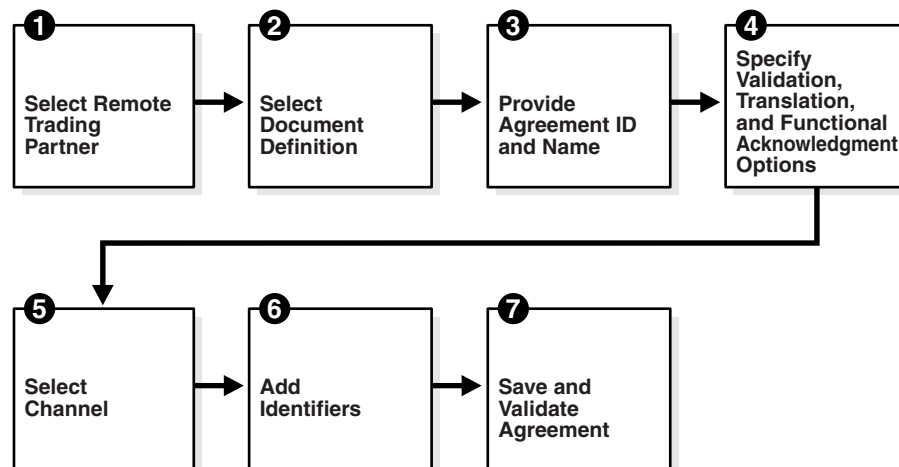 1
Select Remote
Trading
Partner
2
Select
Document
Definition
3
Provide
Agreement ID
and Name
4
Specify
Validation,
Translation,
and Functional
Acknowledgment
Options
5
Select
Channel
6
Add
Identifiers
7
Save and
Validate
Agreement